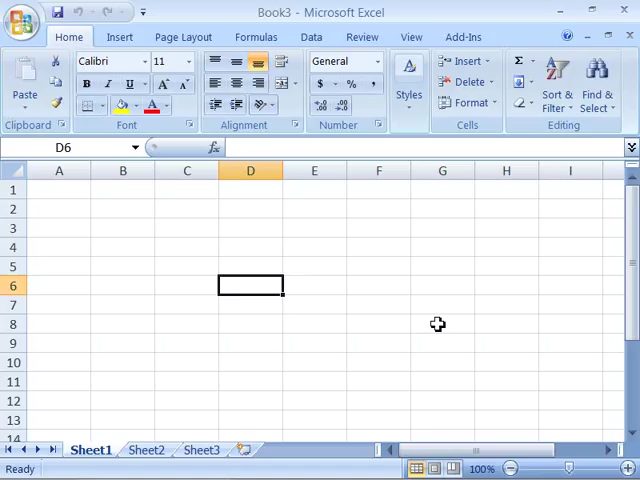 Book3 - Microsoft Excel
Home Insert Page Layout Formulas Data Review View Add-Ins
Paste
Calibri 11
B I U A A
A
General
$ % ,
Styles
Insert
Delete
Format
Σ
Sort & Filter
Find & Select
Clipboard Font Alignment Number Cells Editing
D6 fx
A B C D E F G H I
1
2
3
4
5
6
7
8
9
10
11
12
13
14
Sheet1 Sheet2 Sheet3
Ready 100%